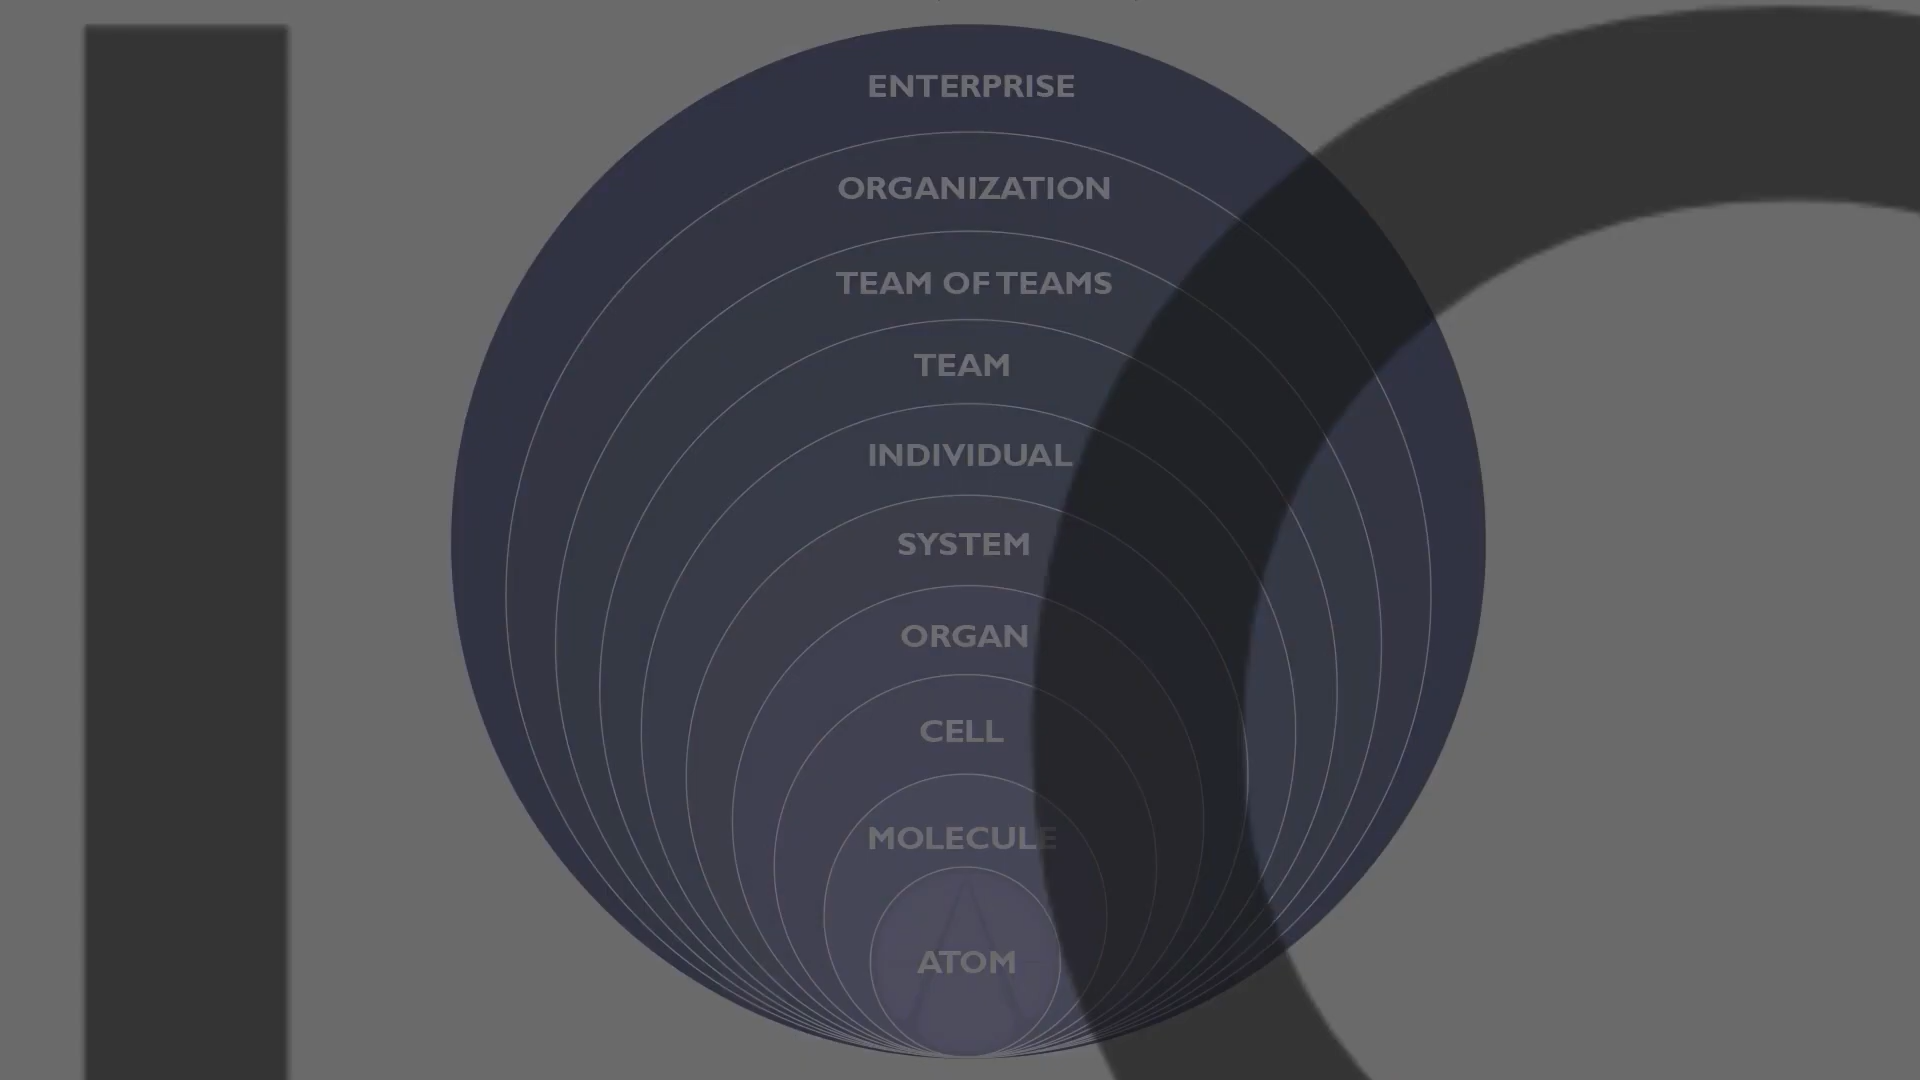 ENTERPRISE
ORGANIZATION
TEAM OF TEAMS
TEAM
INDIVIDUAL
SYSTEM
ORGAN
CELL
MOLECULE
ATOM